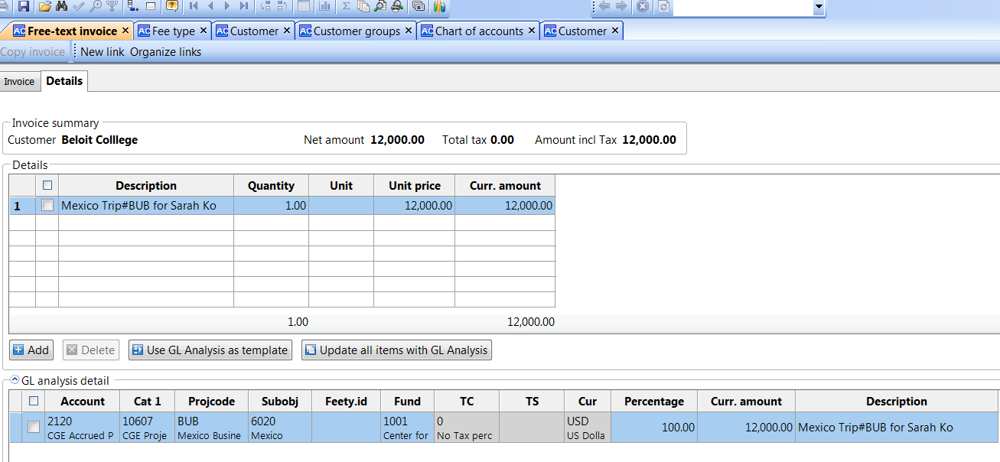 Free-text invoice Fee type Customer Customer groups Chart of accounts Customer
Copy invoice New link Organize links
Invoice Details
Invoice summary
Customer Beloit Colllege Net amount 12,000.00 Total tax 0.00 Amount incl Tax 12,000.00
Details
Description Quantity Unit Unit price Curr. amount
1 Mexico Trip#BUB for Sarah Ko 1.00 12,000.00 12,000.00
1.00 12,000.00
Add Delete Use GL Analysis as template Update all items with GL Analysis
GL analysis detail
Account Cat 1 Projcode Subobj Feety.id Fund TC TS Cur Percentage Curr. amount Description
2120 10607 BUB 6020 1001 0 USD 100.00 12,000.00 Mexico Trip#BUB for Sarah Ko
CGE Accrued P CGE Proje Mexico Busine Mexico Center for No Tax perc US Dolla